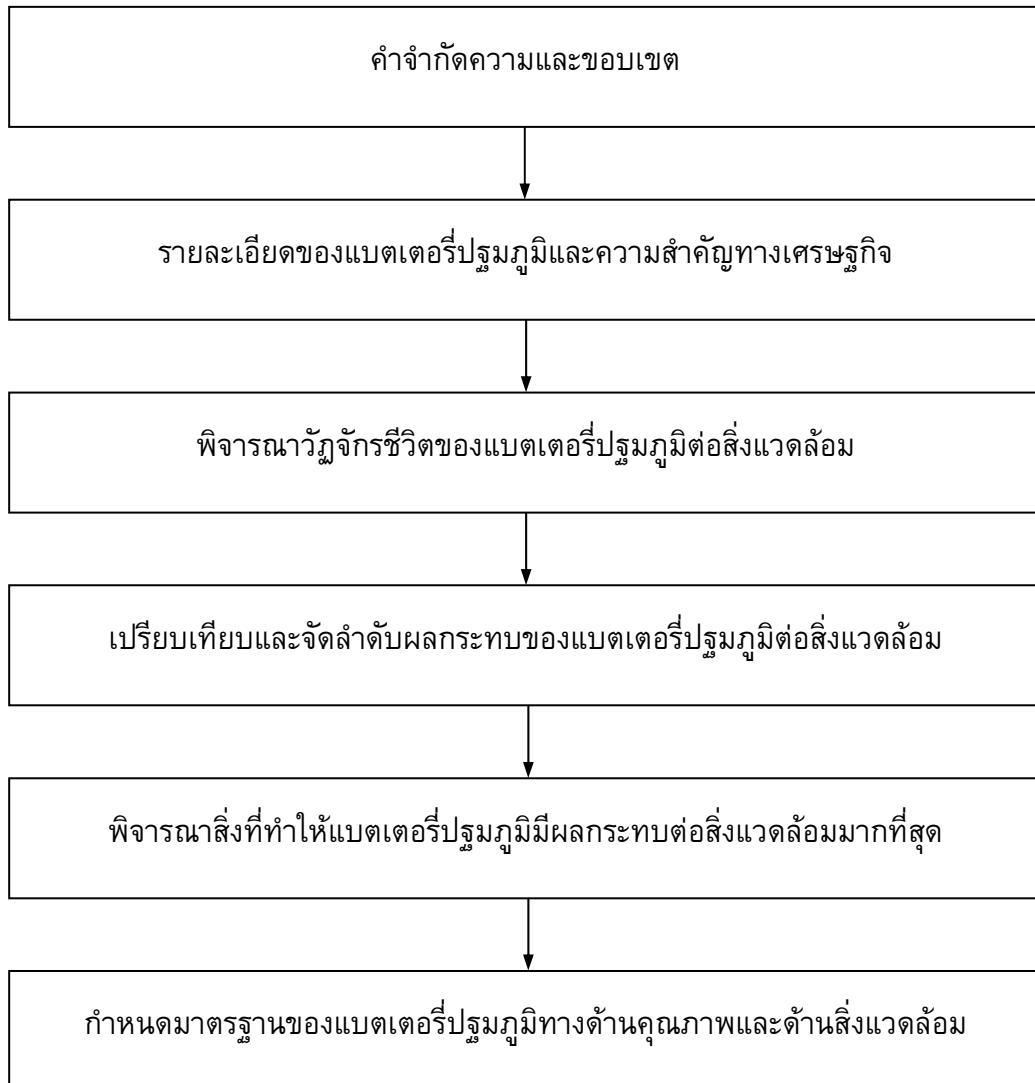 คำจำกัดความและขอบเขต
รายละเอียดของแบตเตอรี่ปฐมภูมิและความสำคัญทางเศรษฐกิจ
พิจารณาวัฏจักรชีวิตของแบตเตอรี่ปฐมภูมิต่อสิ่งแวดล้อม
เปรียบเทียบและจัดลำดับผลกระทบของแบตเตอรี่ปฐมภูมิต่อสิ่งแวดล้อม
พิจารณาสิ่งที่ทำให้แบตเตอรี่ปฐมภูมิมีผลกระทบต่อสิ่งแวดล้อมมากที่สุด
กำหนดมาตรฐานของแบตเตอรี่ปฐมภูมิทางด้านคุณภาพและด้านสิ่งแวดล้อม